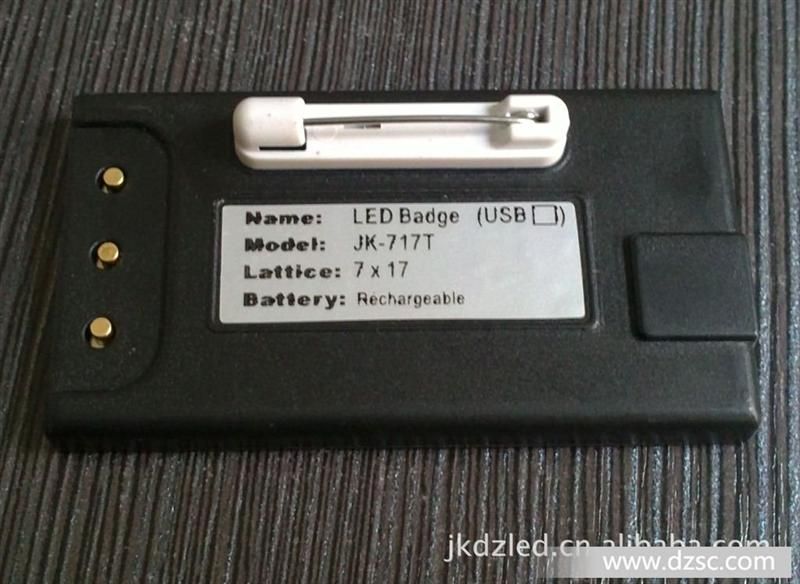 Name: LED Badge (USB □)
Model: JK-717T
Lattice: 7 x 17
Battery: Rechargeable
jkdzled.cn.alibaba.com
www.dzsc.com